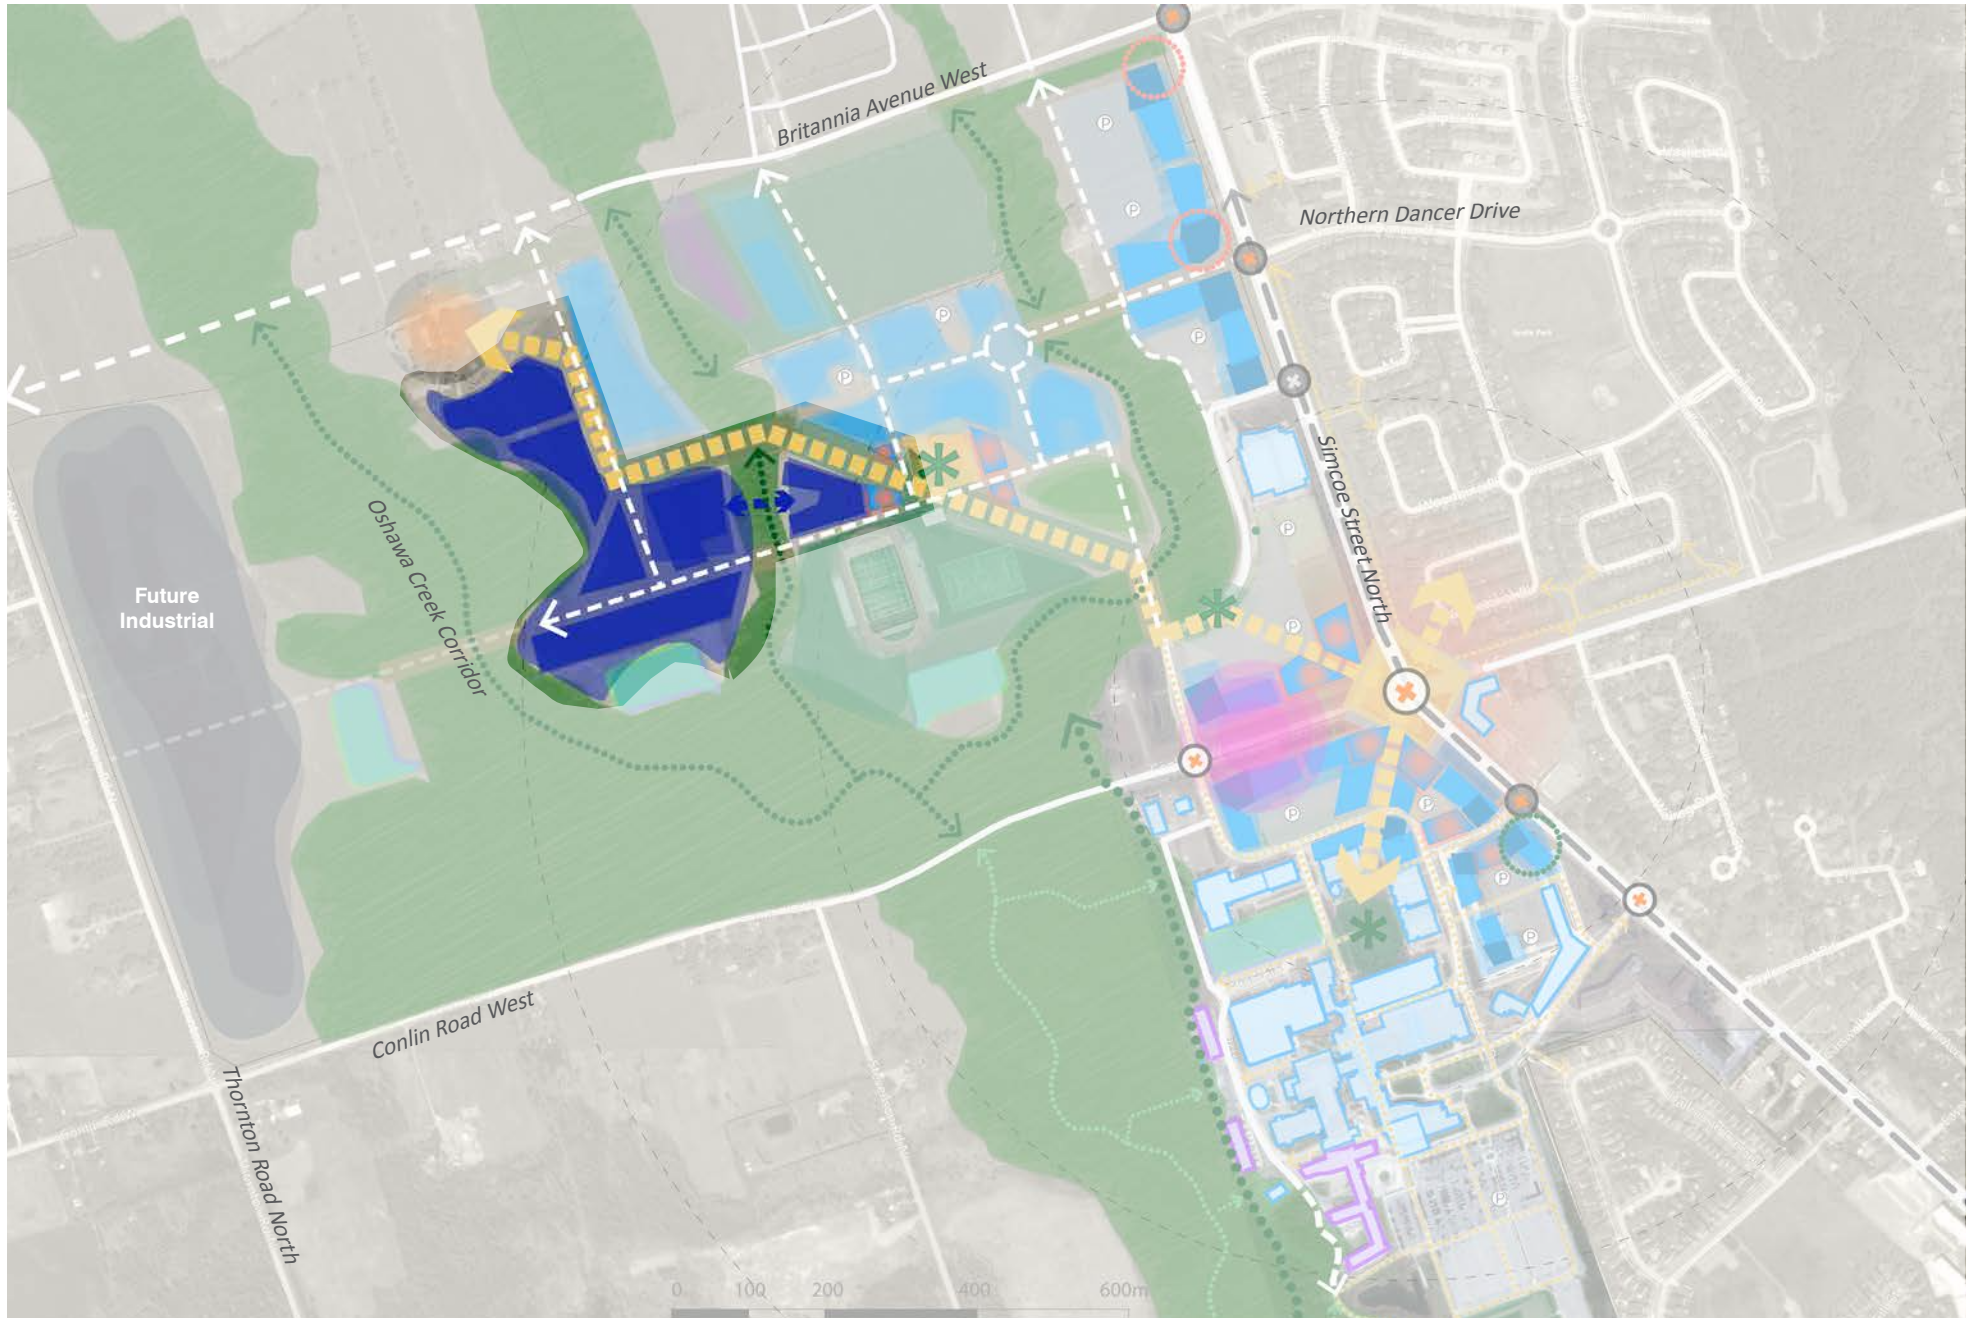 Britannia Avenue West
P
P
Northern Dancer Drive
P
P
P
Simcoe Street North
Oshawa Creek Corridor
P
Future
Industrial
P
P
P
P
P
Conlin Road West
Thornton Road North
P
0 100 200 400 600m